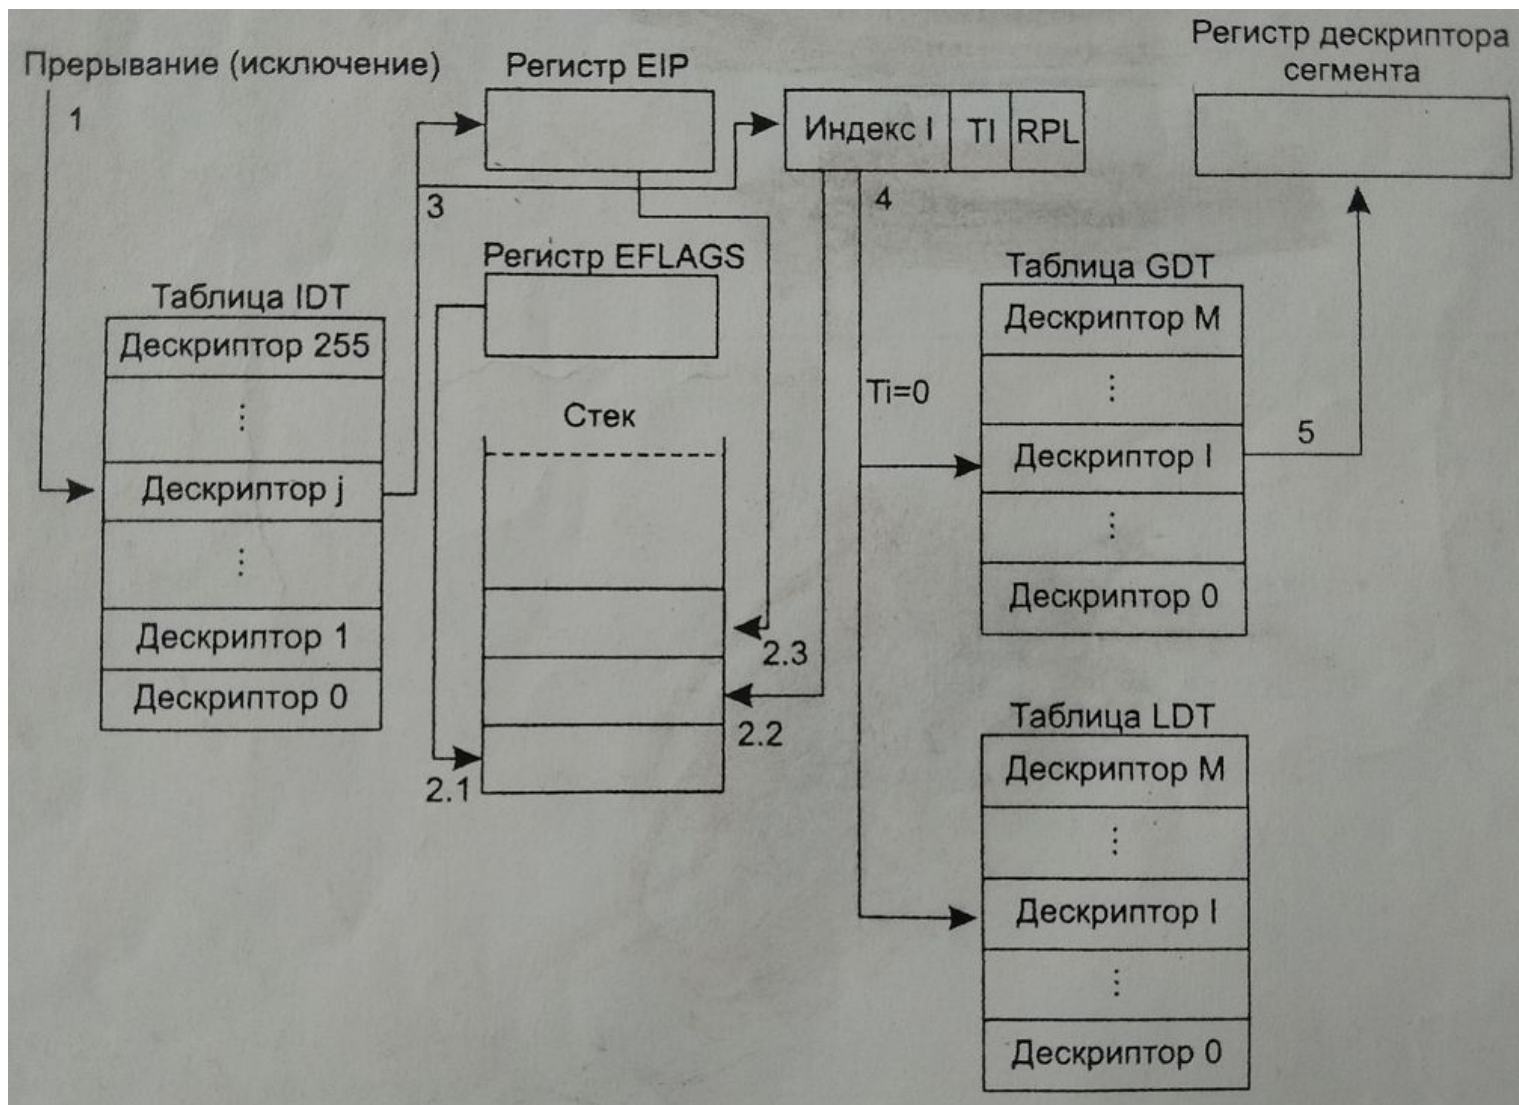 Прерывание (исключение)
1
Регистр EIP
Регистр дескриптора
сегмента
Индекс I
TI
RPL
3
4
Регистр EFLAGS
Таблица IDT
Дескриптор 255
⋮
Дескриптор j
⋮
Дескриптор 1
Дескриптор 0
Стек
2.3
2.2
2.1
Ti=0
Таблица GDT
Дескриптор M
⋮
Дескриптор I
⋮
Дескриптор 0
5
Таблица LDT
Дескриптор M
⋮
Дескриптор I
⋮
Дескриптор 0